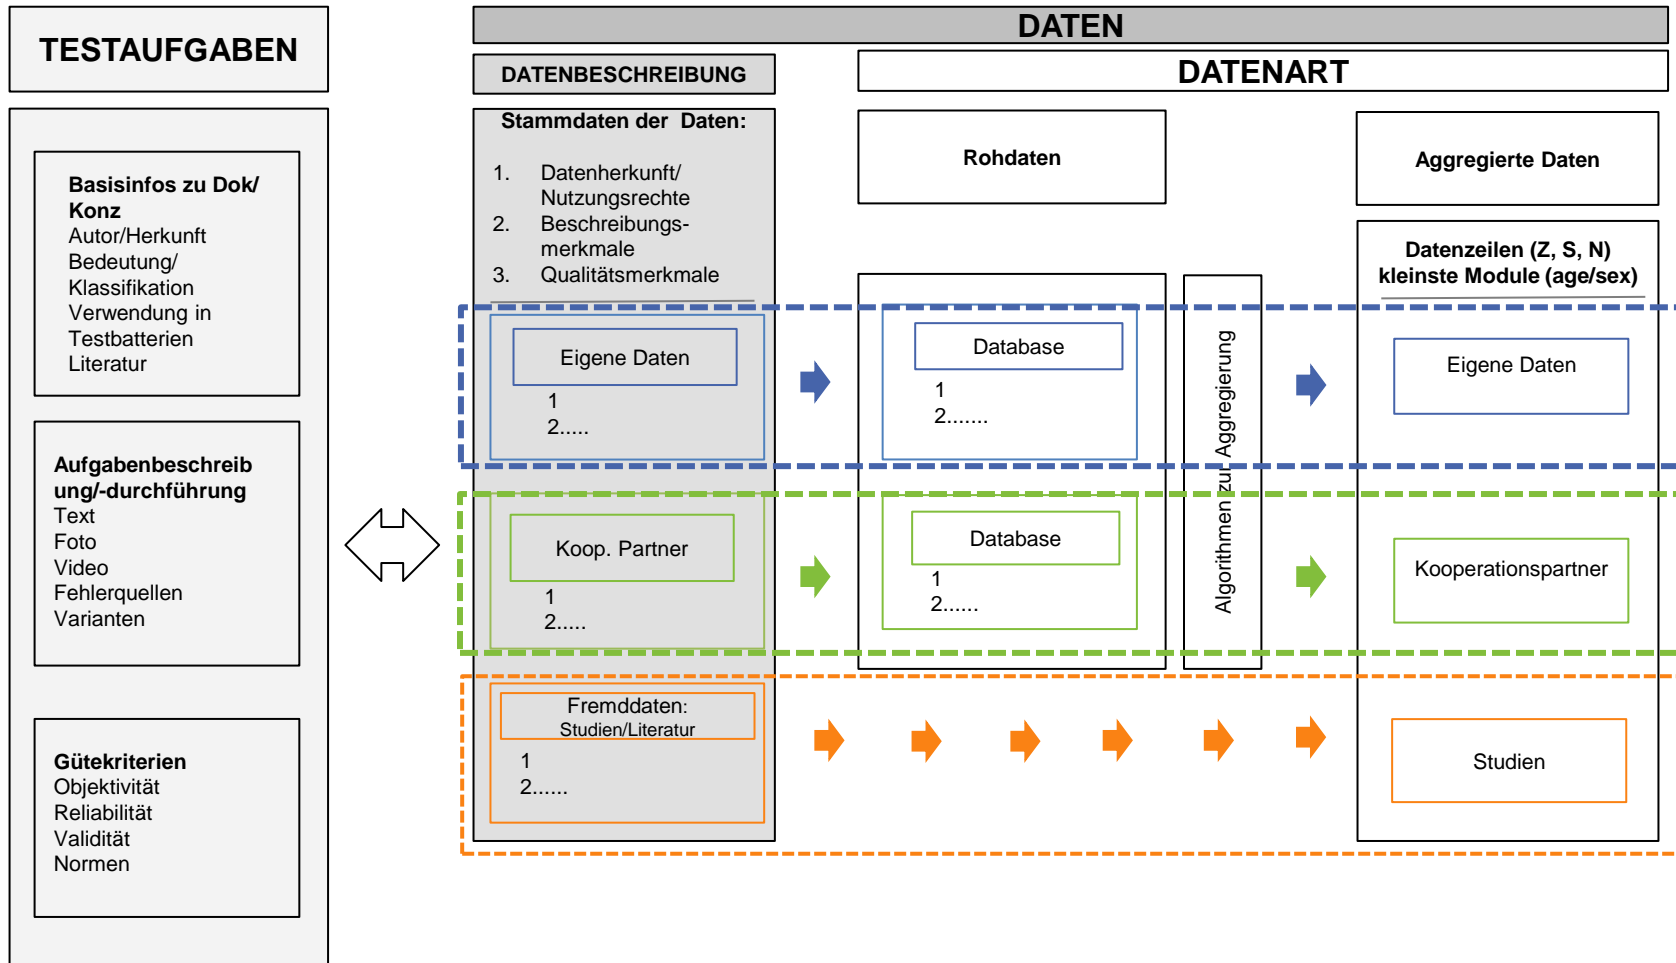 TESTAUFGABEN
Basisinfos zu Dok/
Konz
Autor/Herkunft
Bedeutung/
Klassifikation
Verwendung in
Testbatterien
Literatur
Aufgabenbeschreib
ung/-durchführung
Text
Foto
Video
Fehlerquellen
Varianten
Gütekriterien
Objektivität
Reliabilität
Validität
Normen
DATEN
DATENBESCHREIBUNG
DATENART
Stammdaten der Daten:
1. Datenherkunft/
Nutzungsrechte
2. Beschreibungs-
merkmale
3. Qualitätsmerkmale
Rohdaten
Aggregierte Daten
Datenzeilen (Z, S, N)
kleinste Module (age/sex)
Eigene Daten
1
2.....
Database
1
2.......
Algorithmen zur Aggregierung
Eigene Daten
Koop. Partner
1
2.....
Database
1
2......
Kooperationspartner
Fremddaten:
Studien/Literatur
1
2......
Studien